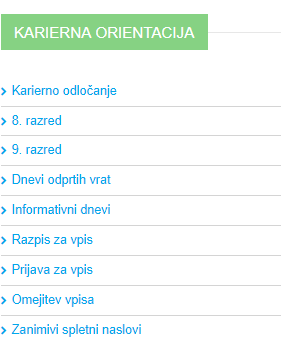 KARIERNA ORIENTACIJA
Karierno odločanje
8. razred
9. razred
Dnevi odprtih vrat
Informativni dnevi
Razpis za vpis
Prijava za vpis
Omejitev vpisa
Zanimivi spletni naslovi